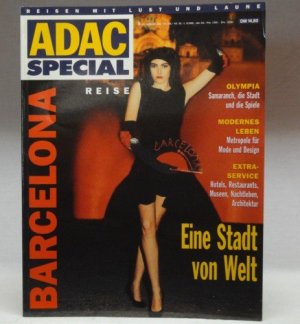 REISEN MIT LUST UND LAUNE
ADAC
SPECIAL
REISE
DM 14,80
BARCELONA
OLYMPIA
Samaranch, die Stadt
und die Spiele
MODERNES
LEBEN
Metropole für
Mode und Design
EXTRA-
SERVICE
Hotels, Restaurants,
Museen, Nachtleben,
Architektur
BARCELONA
Eine Stadt
von Welt